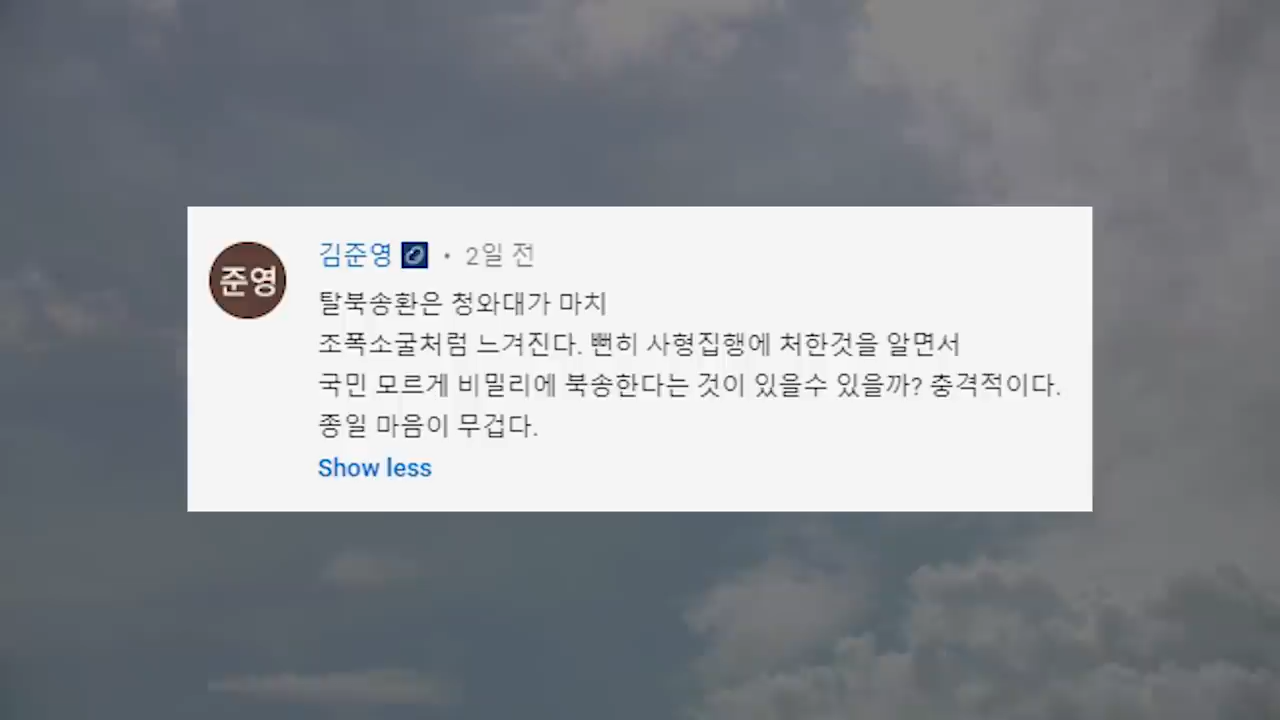 준영
김준영 • 2일 전
탈북송환은 청와대가 마치
조폭소굴처럼 느겨진다. 뻔히 사형집행에 처한것을 알면서
국민 모르게 비밀리에 북송한다는 것이 있을수 있을까? 충격적이다.
종일 마음이 무겁다.
Show less